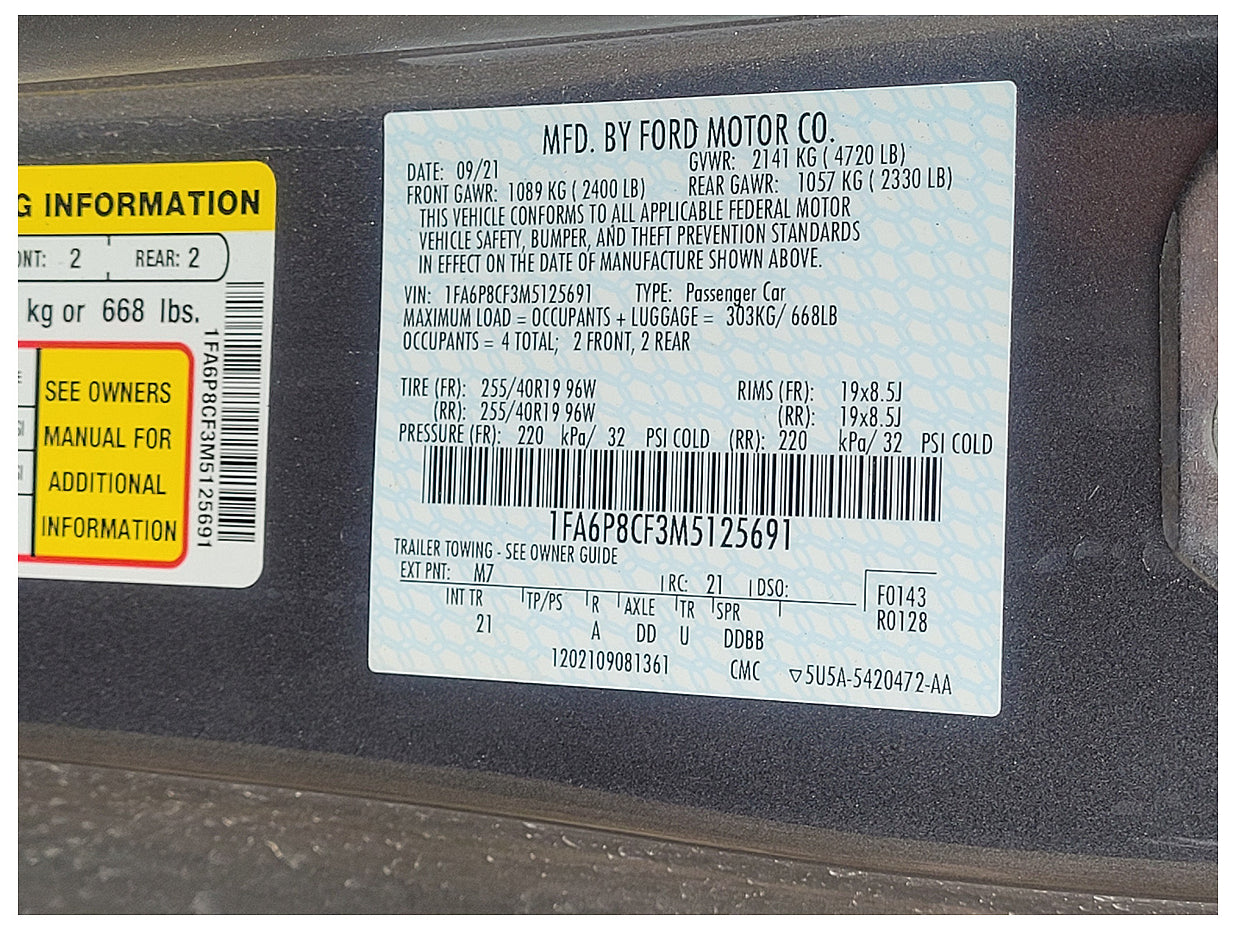 G INFORMATION
NT: 2 REAR: 2
kg or 668 lbs.
SEE OWNERS
MANUAL FOR
ADDITIONAL
INFORMATION
1FA6P8CF3M5125691
MFD. BY FORD MOTOR CO.
DATE: 09/21 GVWR: 2141 KG ( 4720 LB)
FRONT GAWR: 1089 KG ( 2400 LB) REAR GAWR: 1057 KG ( 2330 LB)
THIS VEHICLE CONFORMS TO ALL APPLICABLE FEDERAL MOTOR
VEHICLE SAFETY, BUMPER, AND THEFT PREVENTION STANDARDS
IN EFFECT ON THE DATE OF MANUFACTURE SHOWN ABOVE.
VIN: 1FA6P8CF3M5125691 TYPE: Passenger Car
MAXIMUM LOAD = OCCUPANTS + LUGGAGE = 303KG/ 668LB
OCCUPANTS = 4 TOTAL; 2 FRONT, 2 REAR
TIRE (FR): 255/40R19 96W RIMS (FR): 19x8.5J
(RR): 255/40R19 96W (RR): 19x8.5J
PRESSURE (FR): 220 kPa/ 32 PSI COLD (RR): 220 kPa/ 32 PSI COLD
1FA6P8CF3M5125691
TRAILER TOWING - SEE OWNER GUIDE
EXT PNT: M7 RC: 21 DSO: F0143
INT TR TP/PS R AXLE TR SPR R0128
21 A DD U DDBB
1202109081361 CMC ▽5U5A-5420472-AA